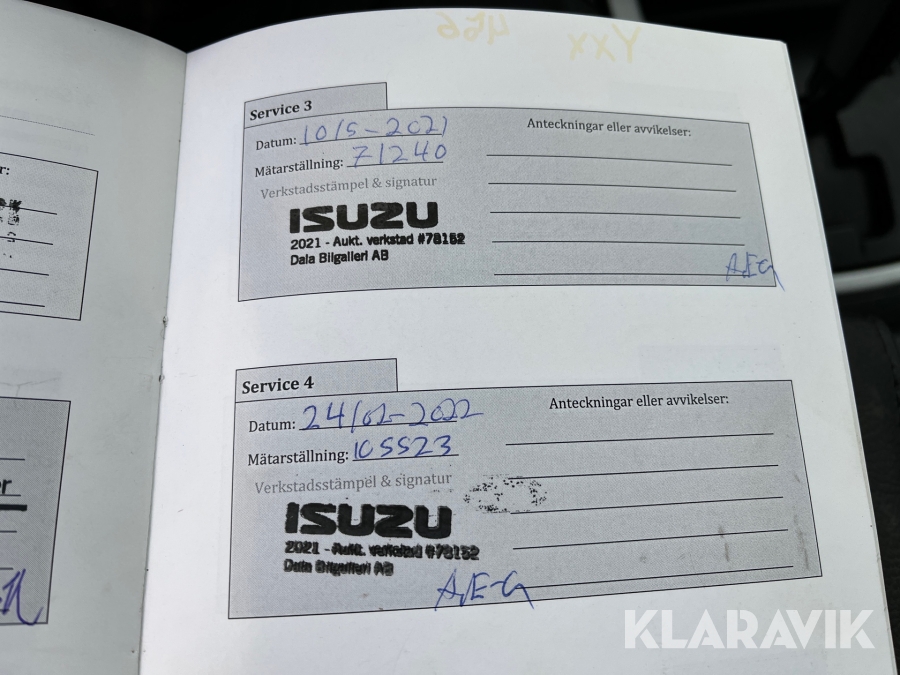 Yxx 456
Service 3
Datum: 10/5-2021
Mätarställning: 71240
Verkstadsstämpel & signatur
ISUZU
2021 - Aukt. verkstad #78152
Dala Bilgalleri AB
Anteckningar eller avvikelser:
AEG
Service 4
Datum: 24/02-2022
Mätarställning: 105523
Verkstadsstämpel & signatur
ISUZU
2021 - Aukt. verkstad #78152
Dala Bilgalleri AB
Anteckningar eller avvikelser:
AEG
KLARAVIK